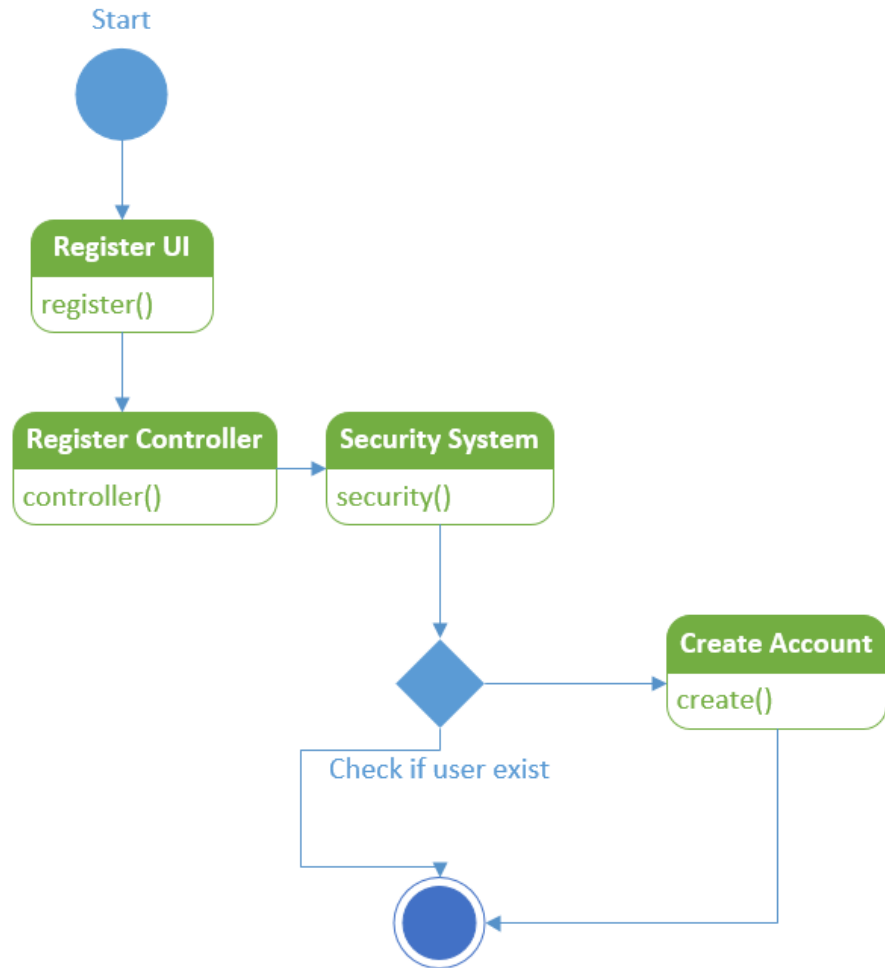 Start
Register UI
register()
Register Controller
controller()
Security System
security()
Create Account
create()
Check if user exist